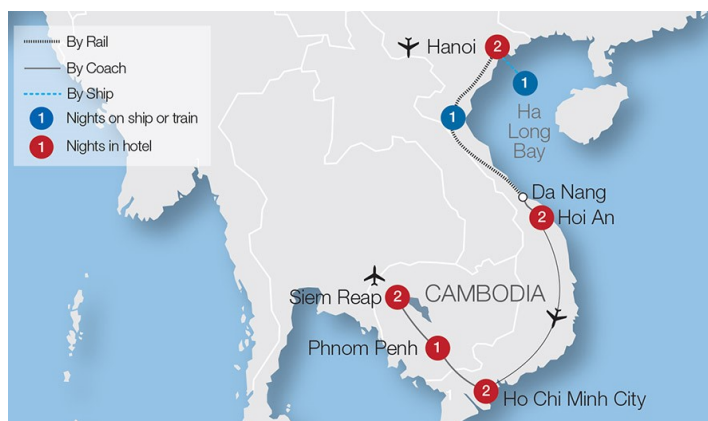 By Rail
By Coach
By Ship
1 Nights on ship or train
1 Nights in hotel
Hanoi 2
1
Ha
Long
Bay
1
Da Nang
2 Hoi An
Siem Reap 2 CAMBODIA
Phnom Penh 1
2 Ho Chi Minh City